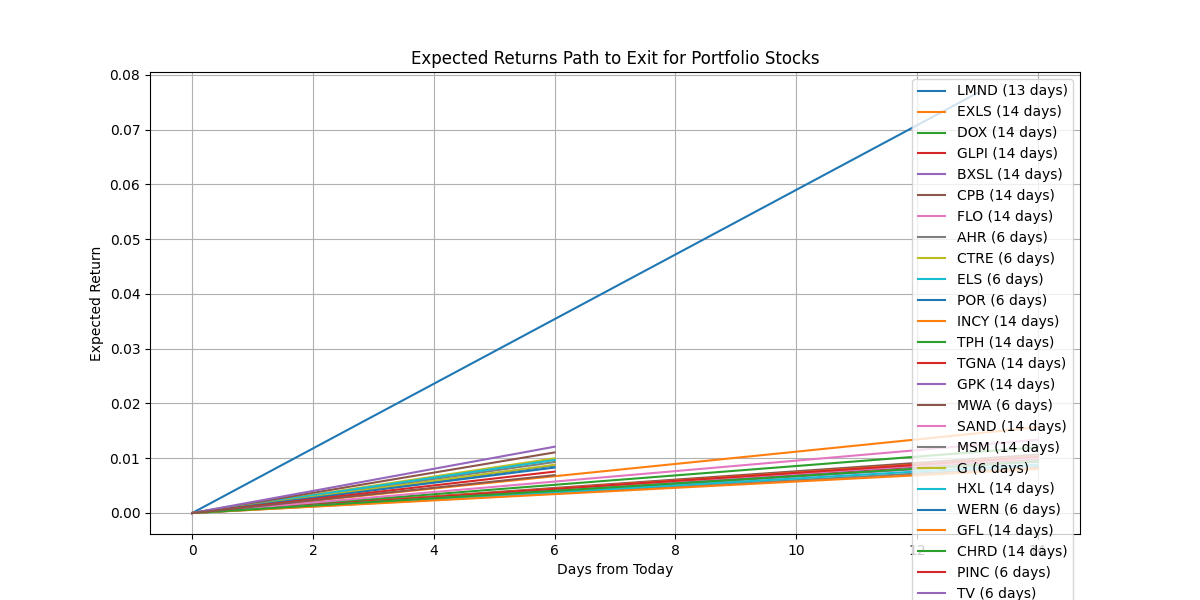 Expected Returns Path to Exit for Portfolio Stocks
Expected Return
0.08
0.07
0.06
0.05
0.04
0.03
0.02
0.01
0.00
0
2
4
6
8
10
12
Days from Today
LMND (13 days)
EXLS (14 days)
DOX (14 days)
GLPI (14 days)
BXSL (14 days)
CPB (14 days)
FLO (14 days)
AHR (6 days)
CTRE (6 days)
ELS (6 days)
POR (6 days)
INCY (14 days)
TPH (14 days)
TGNA (14 days)
GPK (14 days)
MWA (6 days)
SAND (14 days)
MSM (14 days)
G (6 days)
HXL (14 days)
WERN (6 days)
GFL (14 days)
CHRD (14 days)
PINC (6 days)
TV (6 days)